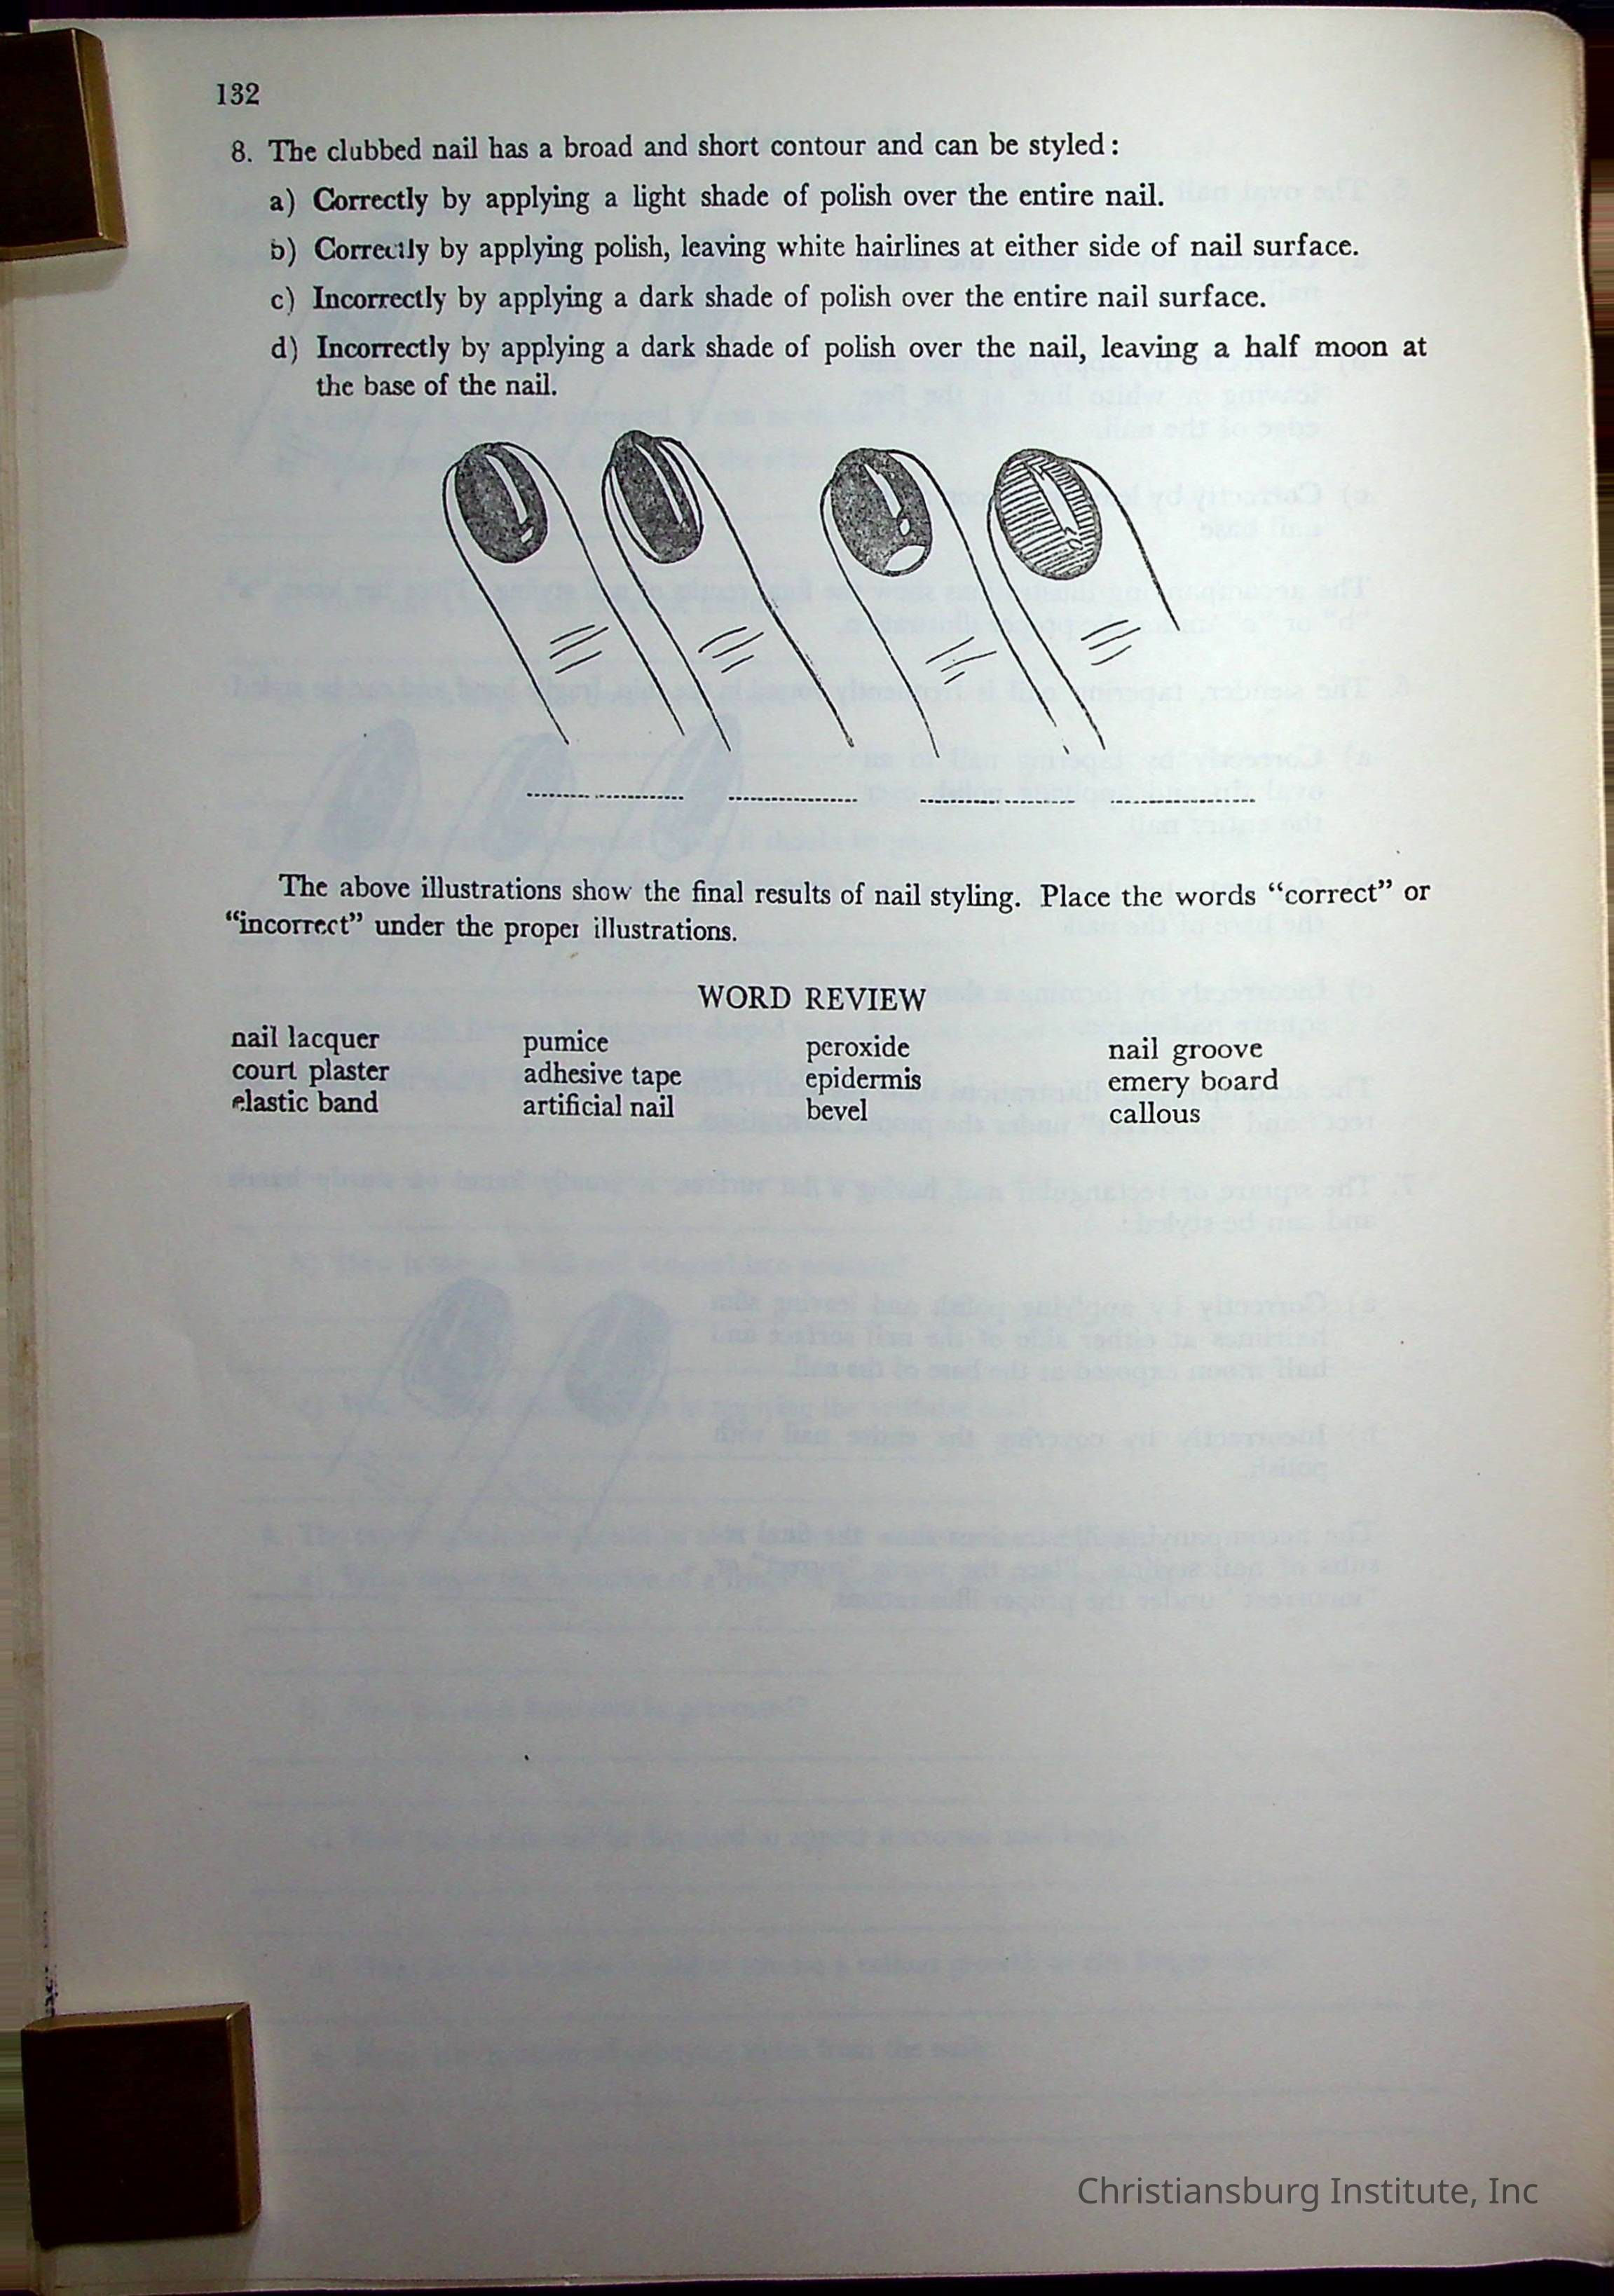 132
8. The clubbed nail has a broad and short contour and can be styled:
a) Correctly by applying a light shade of polish over the entire nail.
b) Correctly by applying polish, leaving white hairlines at either side of nail surface.
c) Incorrectly by applying a dark shade of polish over the entire nail surface.
d) Incorrectly by applying a dark shade of polish over the nail, leaving a half moon at
the base of the nail.
The above illustrations show the final results of nail styling. Place the words “correct” or
“incorrect” under the proper illustrations.
WORD REVIEW
nail lacquer pumice peroxide nail groove
court plaster adhesive tape epidermis emery board
elastic band artificial nail bevel callous
Christiansburg Institute, Inc